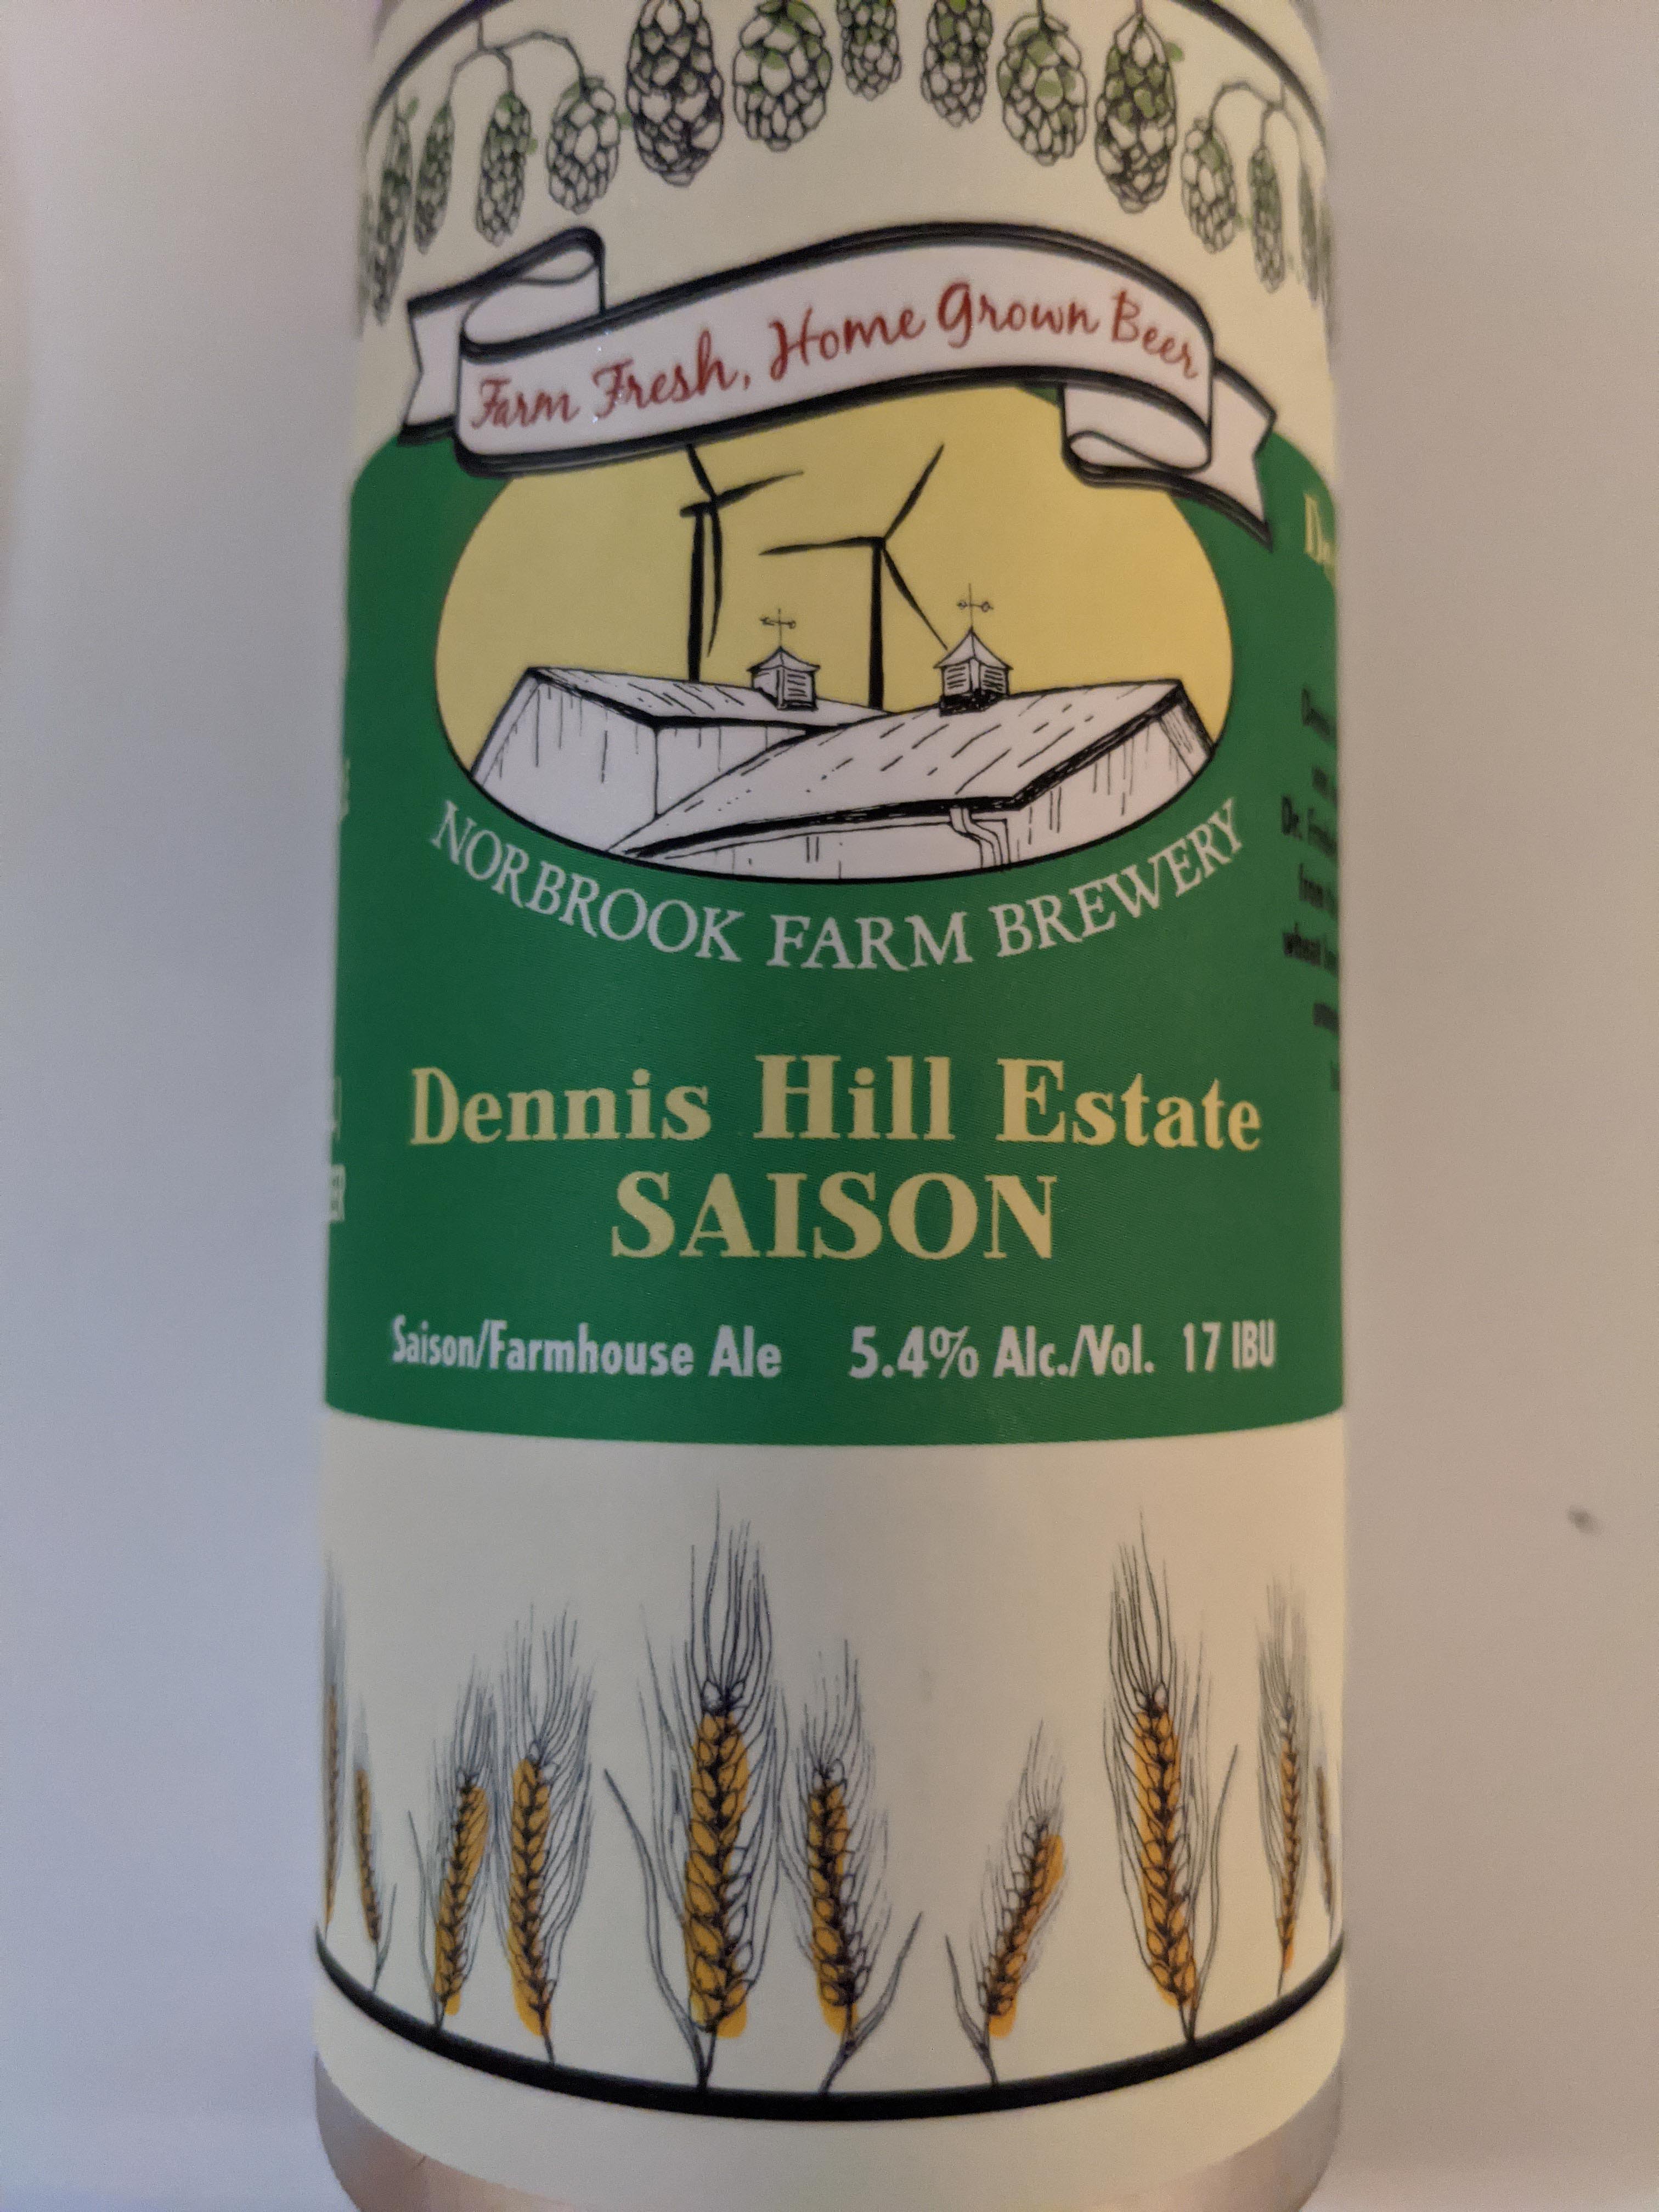 Farm Fresh, Home Grown Beer
NORBROOK FARM BREWERY
Dennis Hill Estate
SAISON
Saison/Farmhouse Ale 5.4% Alc./Vol. 17 IBU